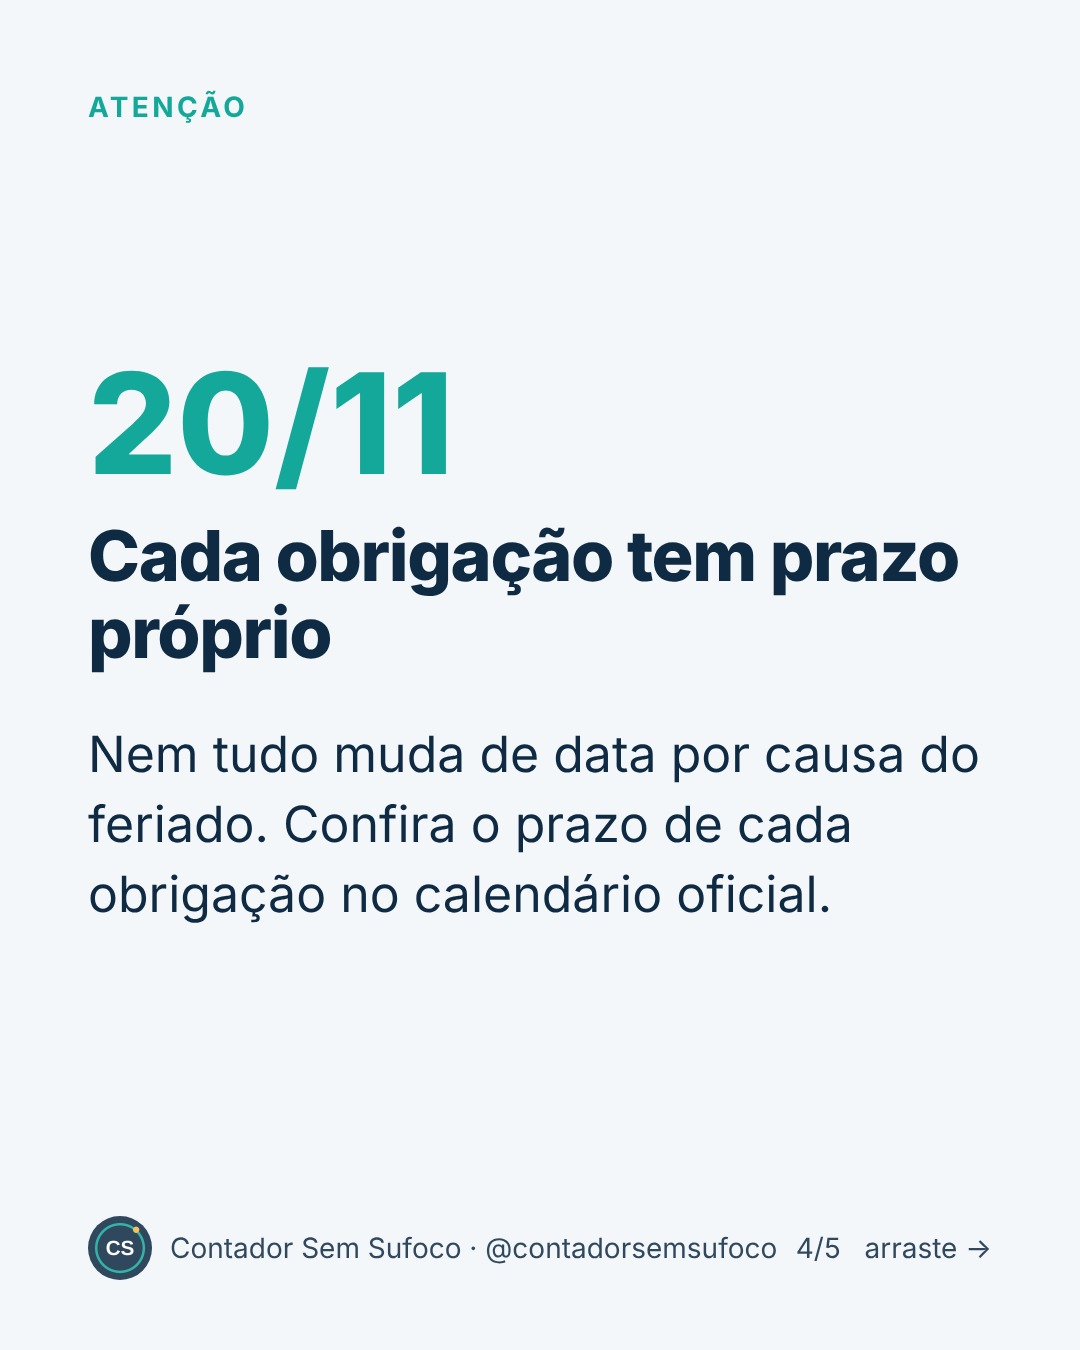 ATENÇÃO
20/11
Cada obrigação tem prazo
próprio
Nem tudo muda de data por causa do
feriado. Confira o prazo de cada
obrigação no calendário oficial.
CS Contador Sem Sufoco · @contadorsemsufoco 4/5 arraste →